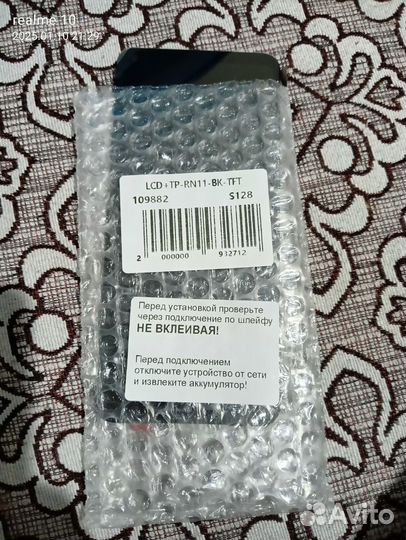 realme 10
2025.01.10 21:29
LCD+TP-RN11-BK-TFT
109882 S128
2 000000 932712
Перед установкой проверьте
через подключение по шлейфу
НЕ ВКЛЕИВАЯ!
Перед подключением
отключите устройство от сети
и извлеките аккумулятор!
Avito